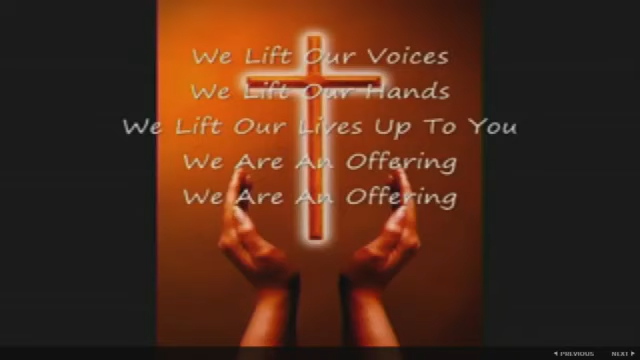 We Lift Our Voices
We Lift Our Hands
We Lift Our Lives Up To You
We Are An Offering
We Are An Offering
PREVIOUS NEXT